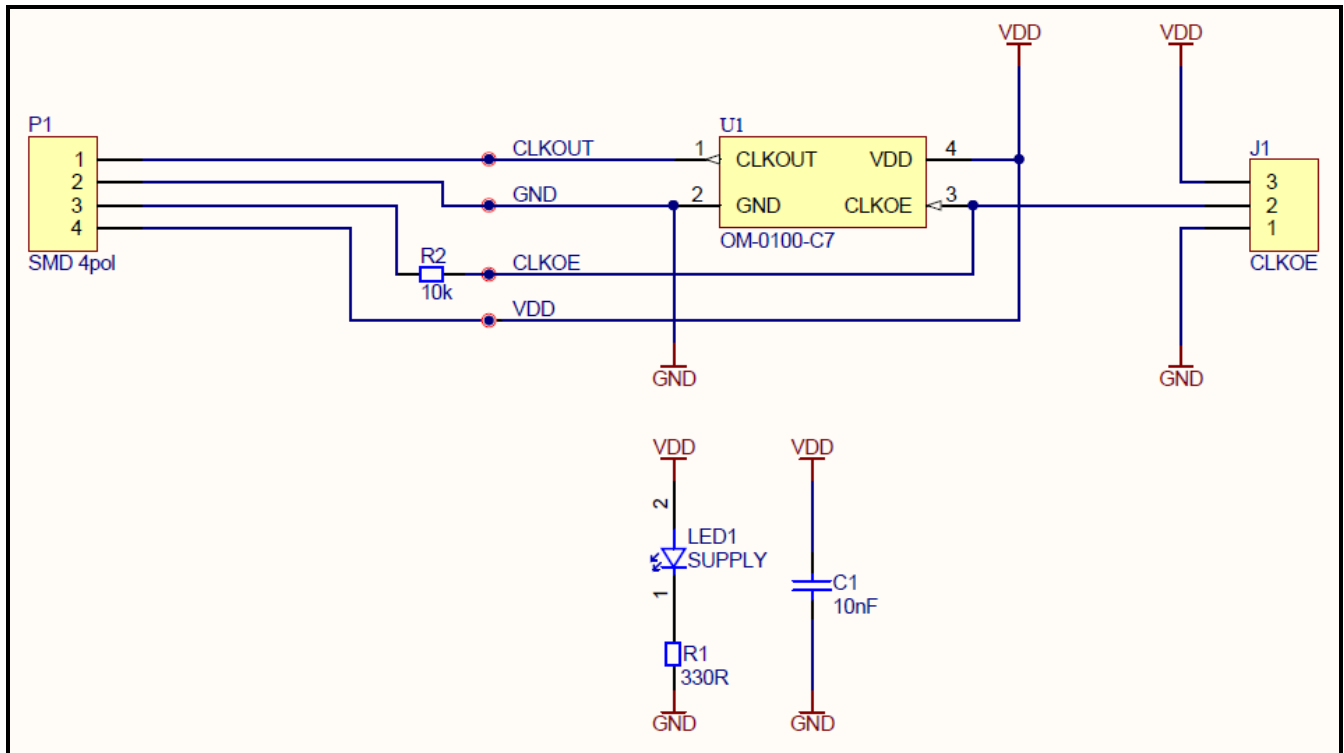 VDD
VDD
P1
1
2
3
4
SMD 4pol
CLKOUT
GND
R2
10k
CLKOE
VDD
U1
1
CLKOUT
VDD
4
2
GND
CLKOE
3
OM-0100-C7
GND
J1
3
2
1
CLKOE
GND
VDD
2
LED1
SUPPLY
1
R1
330R
GND
VDD
C1
10nF
GND